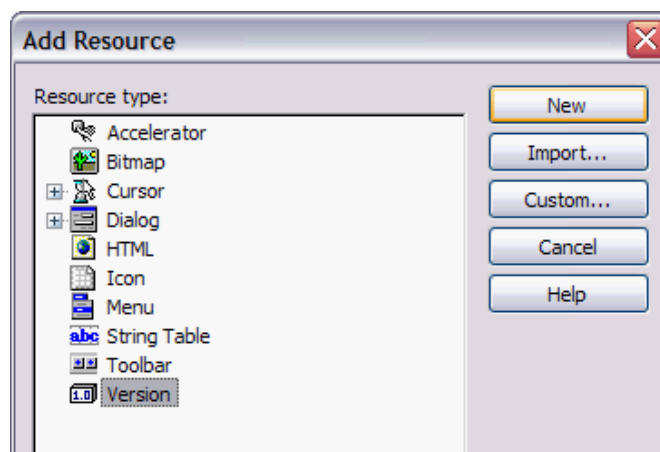 Add Resource
Resource type:
Accelerator
Bitmap
Cursor
Dialog
HTML
Icon
Menu
abc String Table
Toolbar
1.0 Version
New
Import...
Custom...
Cancel
Help